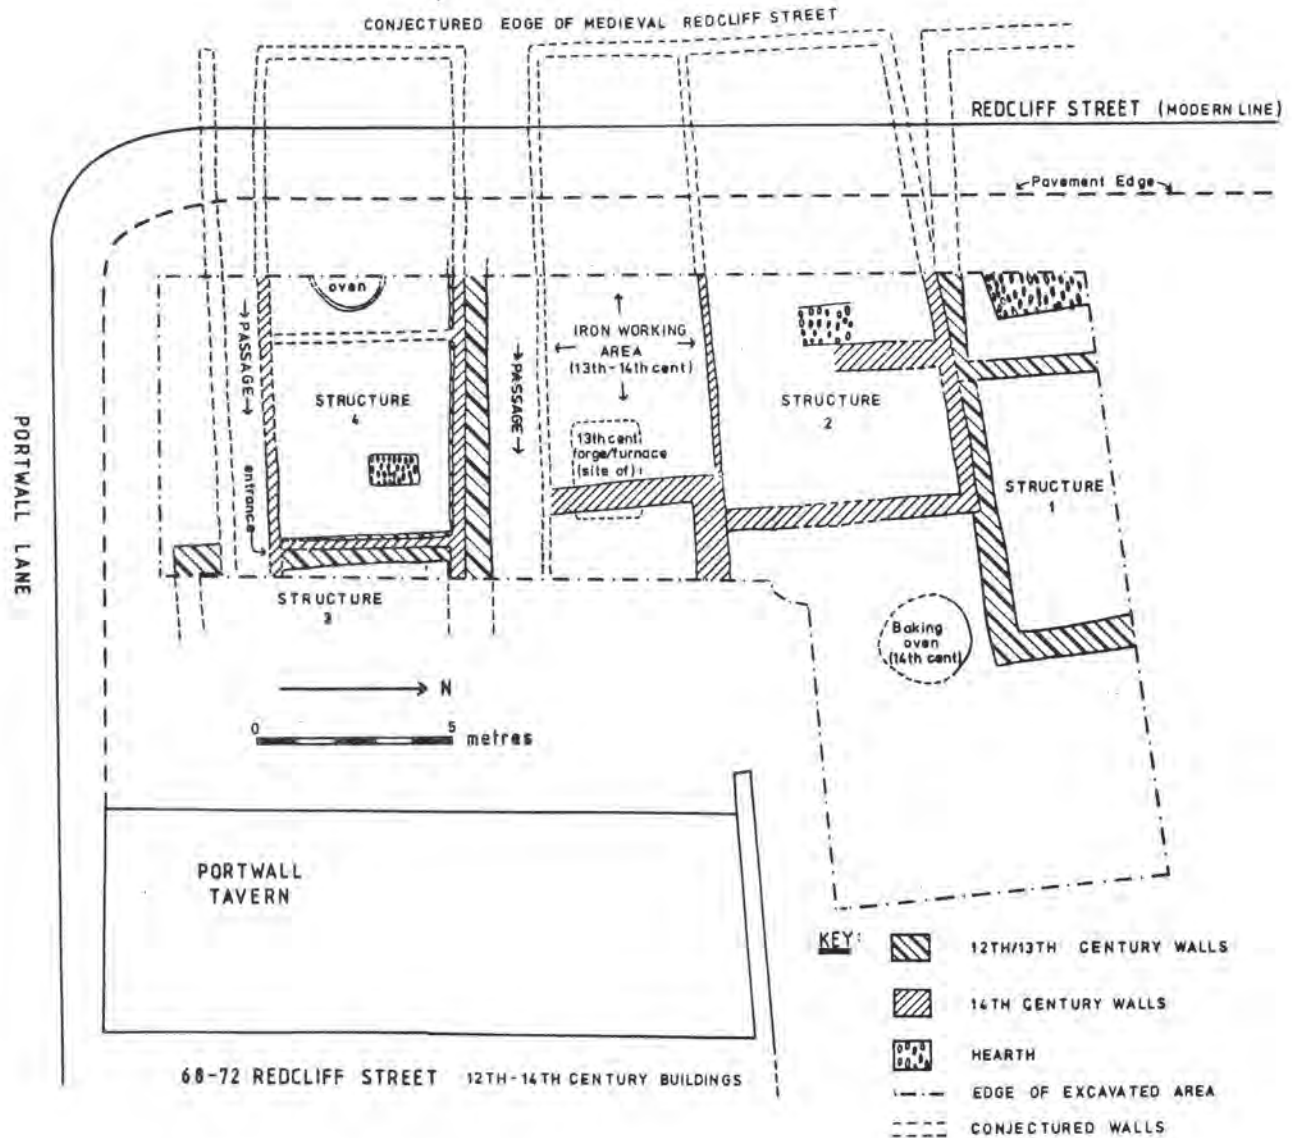 CONJECTURED EDGE OF MEDIEVAL REDCLIFF STREET
REDCLIFF STREET (MODERN LINE)
Pavement Edge
oven
PASSAGE
IRON WORKING
AREA
(13th-14th cent)
PASSAGE
STRUCTURE
4
STRUCTURE
2
13th cent
forge/furnace
(site of)
STRUCTURE
1
entrance
PORTWALL LANE
STRUCTURE
3
Baking
oven
(14th cent)
N
0 5
metres
PORTWALL
TAVERN
KEY:
12TH/13TH CENTURY WALLS
14TH CENTURY WALLS
HEARTH
EDGE OF EXCAVATED AREA
CONJECTURED WALLS
68-72 REDCLIFF STREET 12TH-14TH CENTURY BUILDINGS